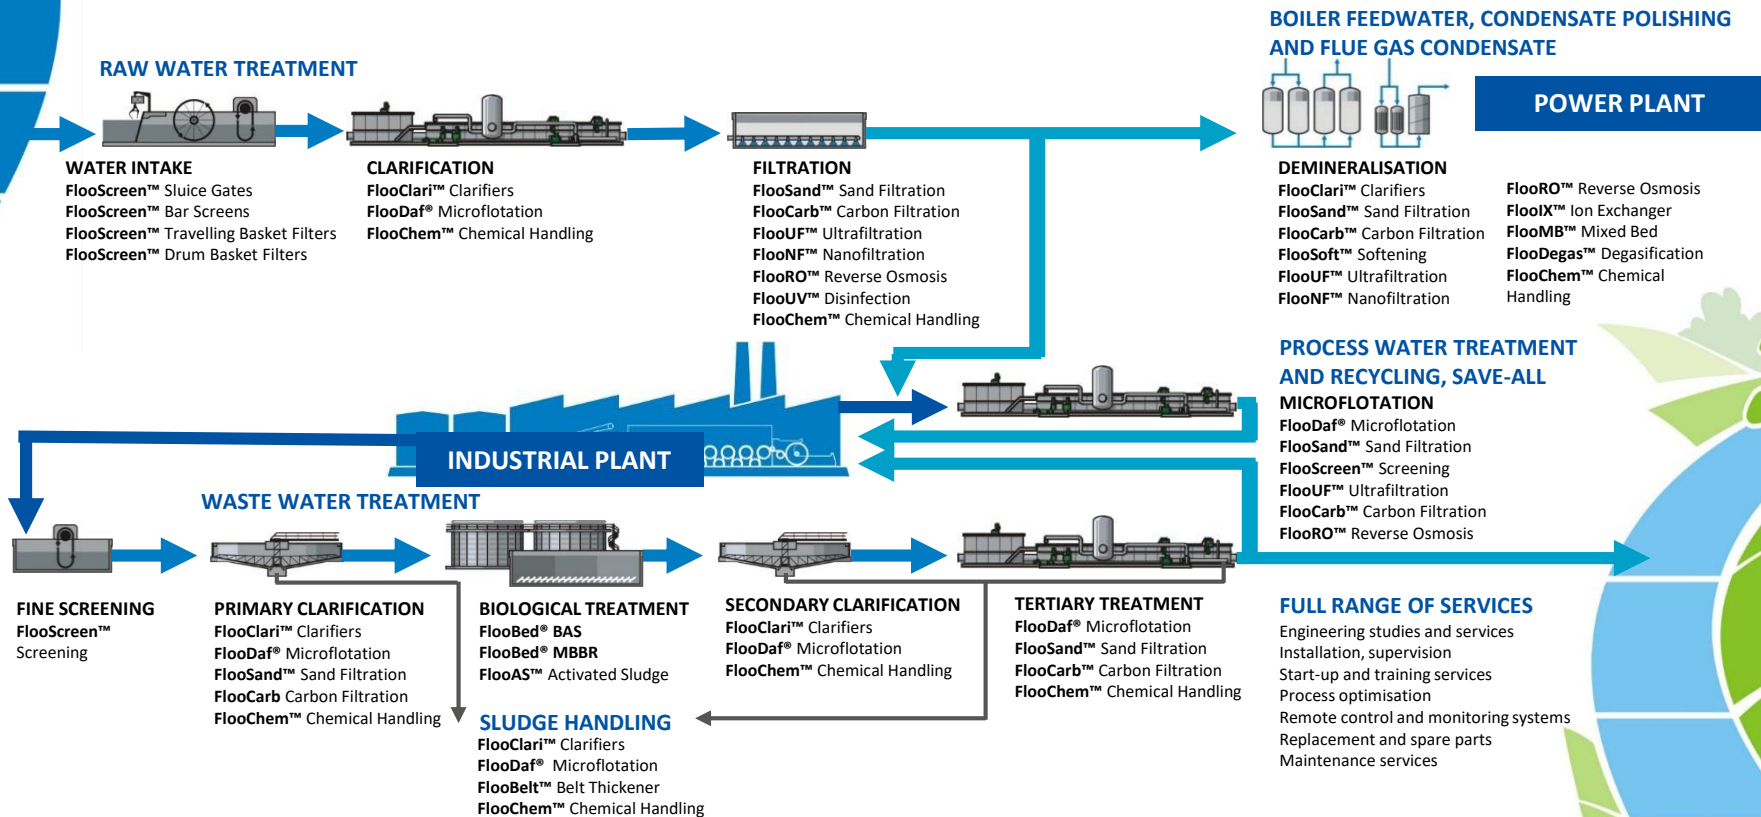 BOILER FEEDWATER, CONDENSATE POLISHING
AND FLUE GAS CONDENSATE
POWER PLANT
RAW WATER TREATMENT
WATER INTAKE
FlooScreen™ Sluice Gates
FlooScreen™ Bar Screens
FlooScreen™ Travelling Basket Filters
FlooScreen™ Drum Basket Filters
CLARIFICATION
FlooClari™ Clarifiers
FlooDaf® Microflotation
FlooChem™ Chemical Handling
FILTRATION
FlooSand™ Sand Filtration
FlooCarb™ Carbon Filtration
FlooUF™ Ultrafiltration
FlooNF™ Nanofiltration
FlooRO™ Reverse Osmosis
FlooUV™ Disinfection
FlooChem™ Chemical Handling
DEMINERALISATION
FlooClari™ Clarifiers
FlooSand™ Sand Filtration
FlooCarb™ Carbon Filtration
FlooSoft™ Softening
FlooUF™ Ultrafiltration
FlooNF™ Nanofiltration
FlooRO™ Reverse Osmosis
FlooIX™ Ion Exchanger
FlooMB™ Mixed Bed
FlooDegas™ Degasification
FlooChem™ Chemical
Handling
PROCESS WATER TREATMENT
AND RECYCLING, SAVE-ALL
MICROFLOTATION
FlooDaf® Microflotation
FlooSand™ Sand Filtration
FlooScreen™ Screening
FlooUF™ Ultrafiltration
FlooCarb™ Carbon Filtration
FlooRO™ Reverse Osmosis
INDUSTRIAL PLANT
WASTE WATER TREATMENT
FINE SCREENING
FlooScreen™
Screening
PRIMARY CLARIFICATION
FlooClari™ Clarifiers
FlooDaf® Microflotation
FlooSand™ Sand Filtration
FlooCarb Carbon Filtration
FlooChem™ Chemical Handling
BIOLOGICAL TREATMENT
FlooBed® BAS
FlooBed® MBBR
FlooAS™ Activated Sludge
SLUDGE HANDLING
FlooClari™ Clarifiers
FlooDaf® Microflotation
FlooBelt™ Belt Thickener
FlooChem™ Chemical Handling
SECONDARY CLARIFICATION
FlooClari™ Clarifiers
FlooDaf® Microflotation
FlooChem™ Chemical Handling
TERTIARY TREATMENT
FlooDaf® Microflotation
FlooSand™ Sand Filtration
FlooCarb™ Carbon Filtration
FlooChem™ Chemical Handling
FULL RANGE OF SERVICES
Engineering studies and services
Installation, supervision
Start-up and training services
Process optimisation
Remote control and monitoring systems
Replacement and spare parts
Maintenance services